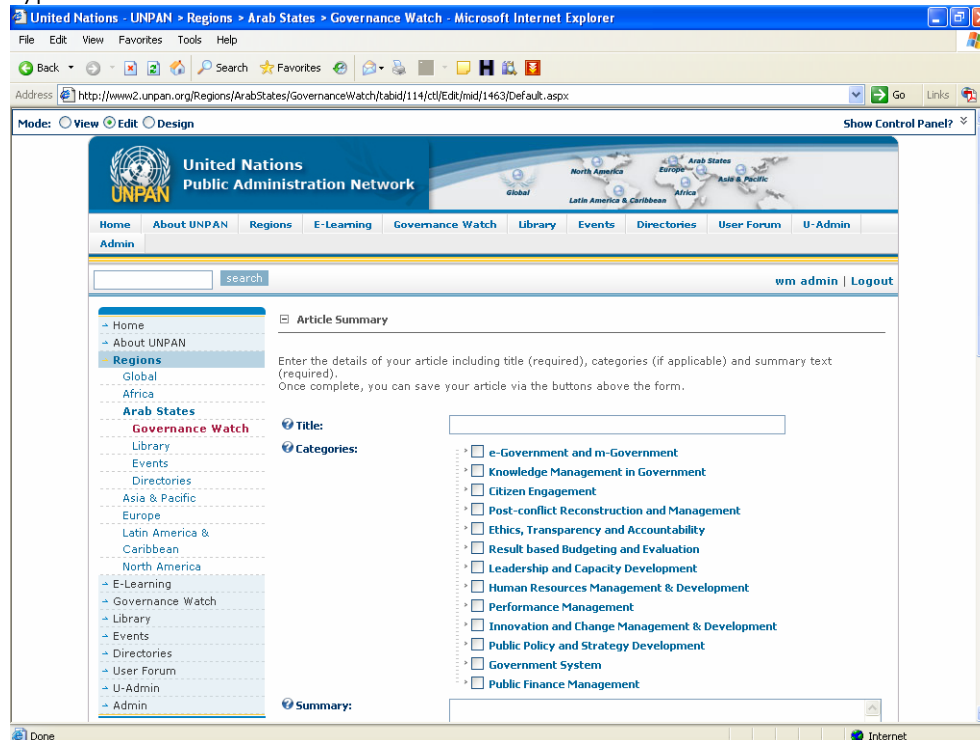 United Nations - UNPAN > Regions > Arab States > Governance Watch - Microsoft Internet Explorer
File Edit View Favorites Tools Help
Back Search Favorites
Address http://www2.unpan.org/Regions/ArabStates/GovernanceWatch/tabid/114/ctl/Edit/mid/1463/Default.aspx Go Links
Mode: View Edit Design Show Control Panel?
UNPAN
United Nations
Public Administration Network
Global
North America
Latin America & Caribbean
Europe
Africa
Arab States
Asia & Pacific
Home About UNPAN Regions E-Learning Governance Watch Library Events Directories User Forum U-Admin
Admin
search wm admin | Logout
Home
About UNPAN
Regions
Global
Africa
Arab States
Governance Watch
Library
Events
Directories
Asia & Pacific
Europe
Latin America &
Caribbean
North America
E-Learning
Governance Watch
Library
Events
Directories
User Forum
U-Admin
Admin
Article Summary
Enter the details of your article including title (required), categories (if applicable) and summary text
(required).
Once complete, you can save your article via the buttons above the form.
Title:
Categories:
e-Government and m-Government
Knowledge Management in Government
Citizen Engagement
Post-conflict Reconstruction and Management
Ethics, Transparency and Accountability
Result based Budgeting and Evaluation
Leadership and Capacity Development
Human Resources Management & Development
Performance Management
Innovation and Change Management & Development
Public Policy and Strategy Development
Government System
Public Finance Management
Summary:
Done Internet